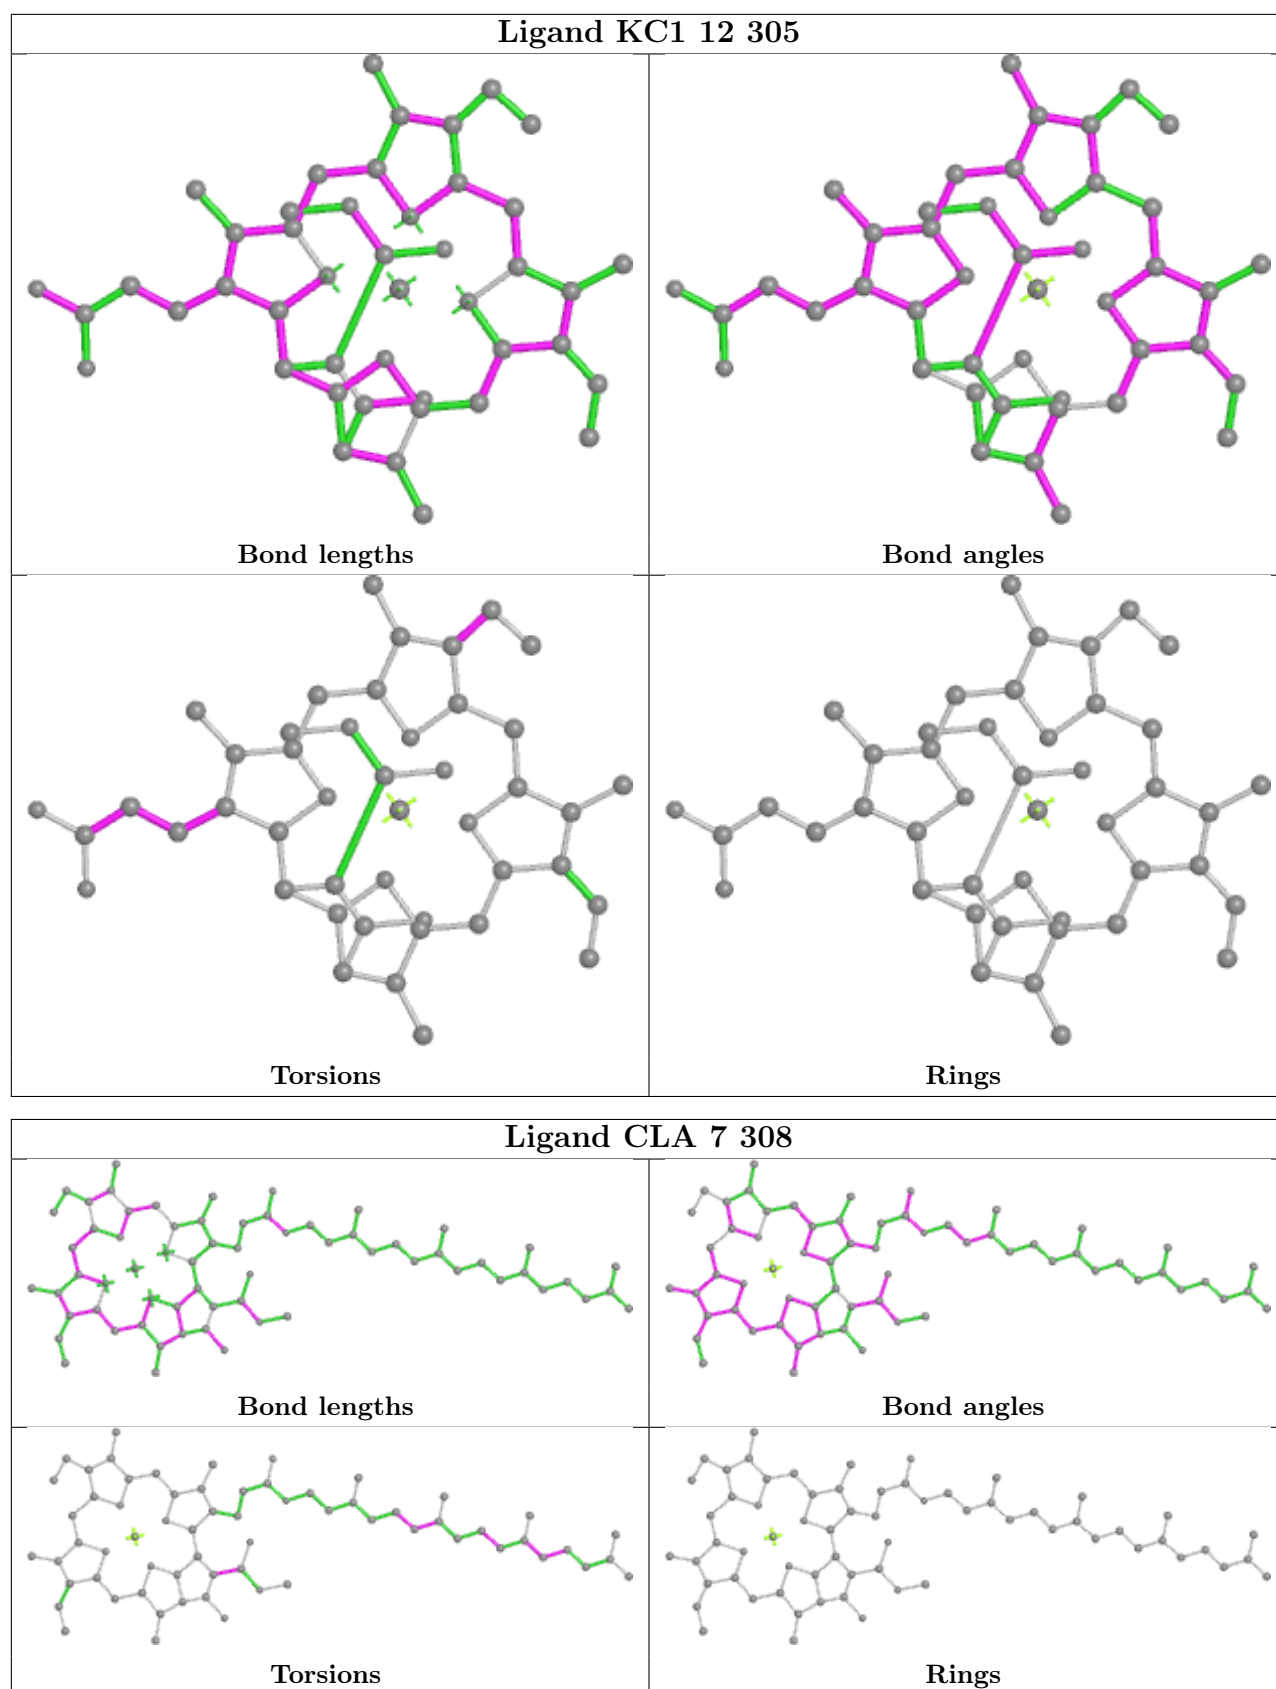 Ligand KC1 12 305
Bond lengths
Bond angles
Torsions
Rings
Ligand CLA 7 308
Bond lengths
Bond angles
Torsions
Rings